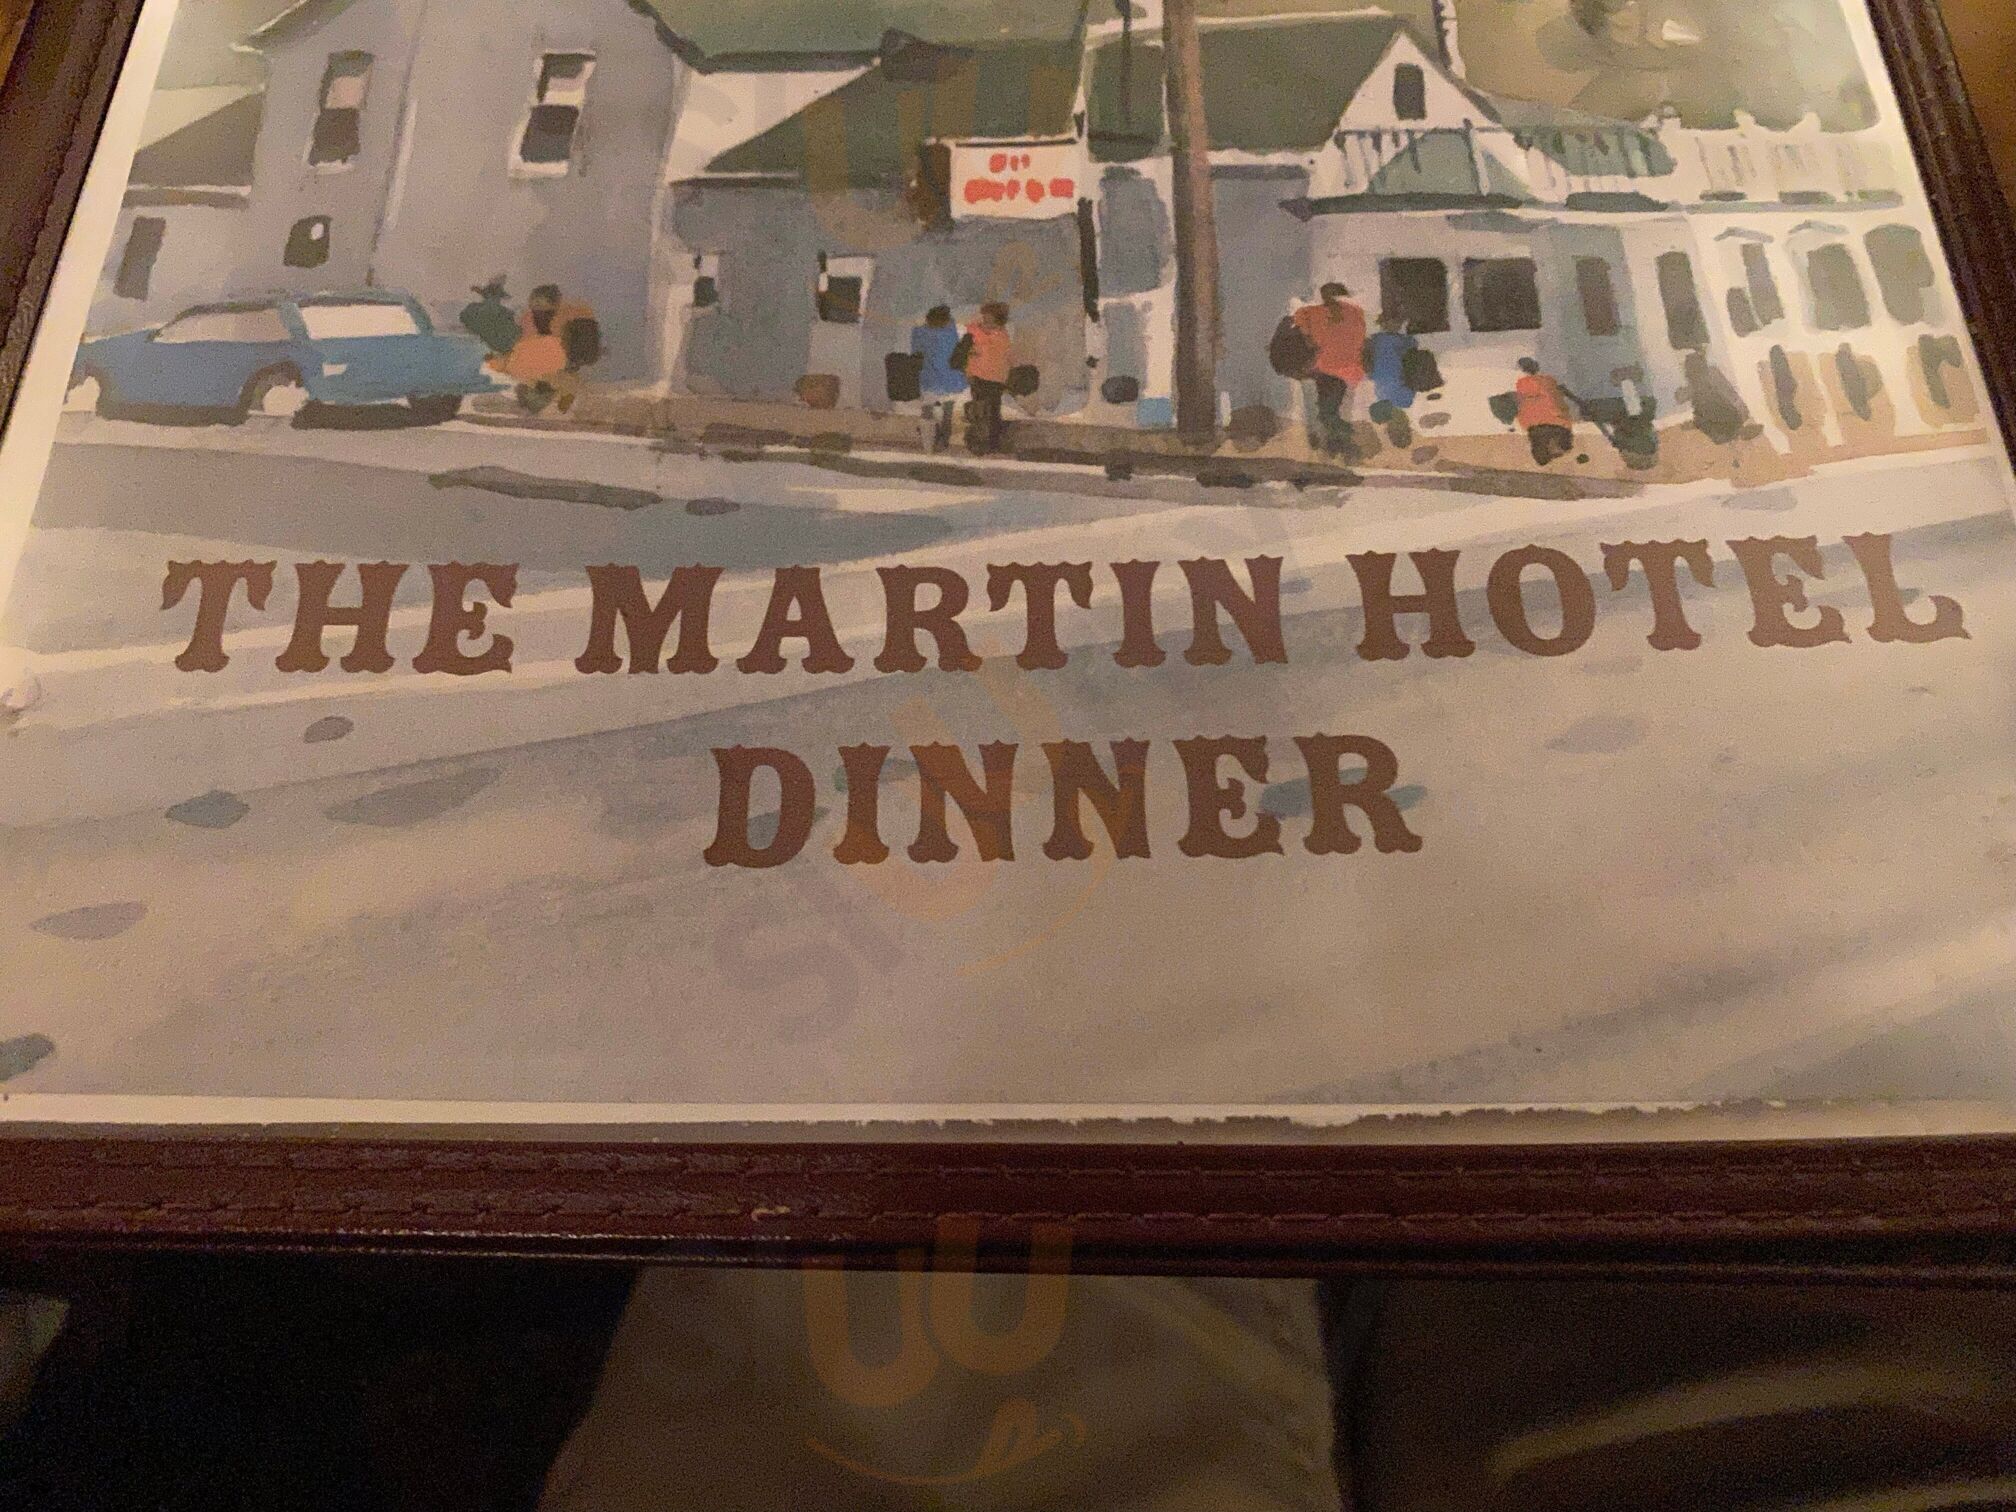 THE MARTIN HOTEL
DINNER